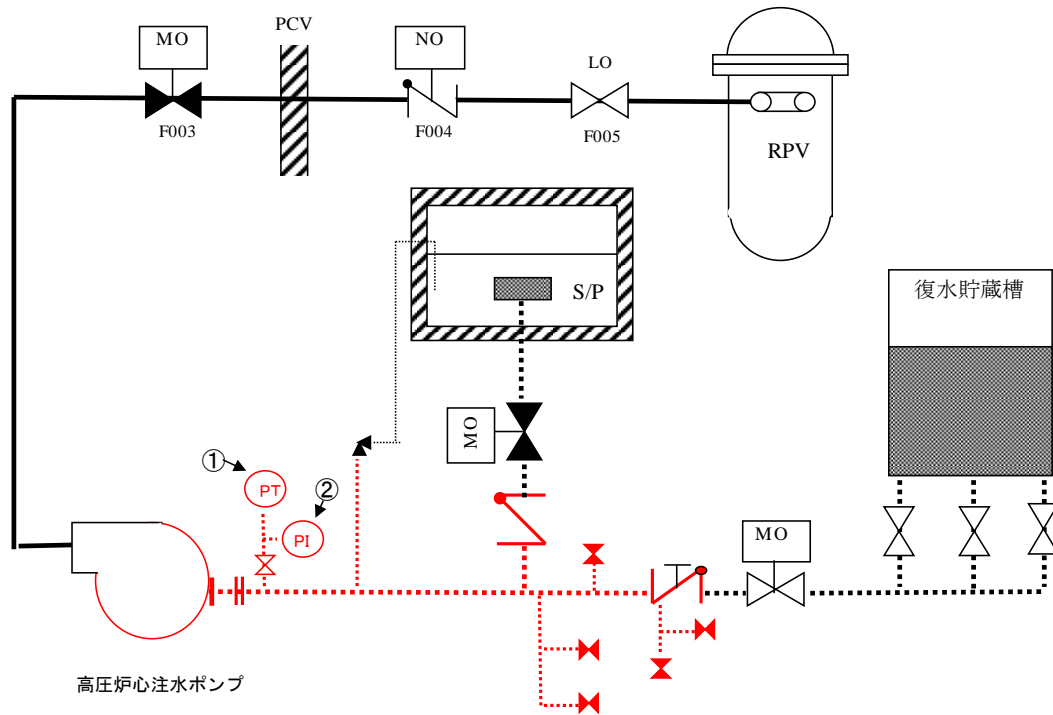 MO
PCV
NO
LO
F003
F004
F005
RPV
S/P
復水貯蔵槽
MO
①
PT
②
PI
MO
高圧炉心注水ポンプ